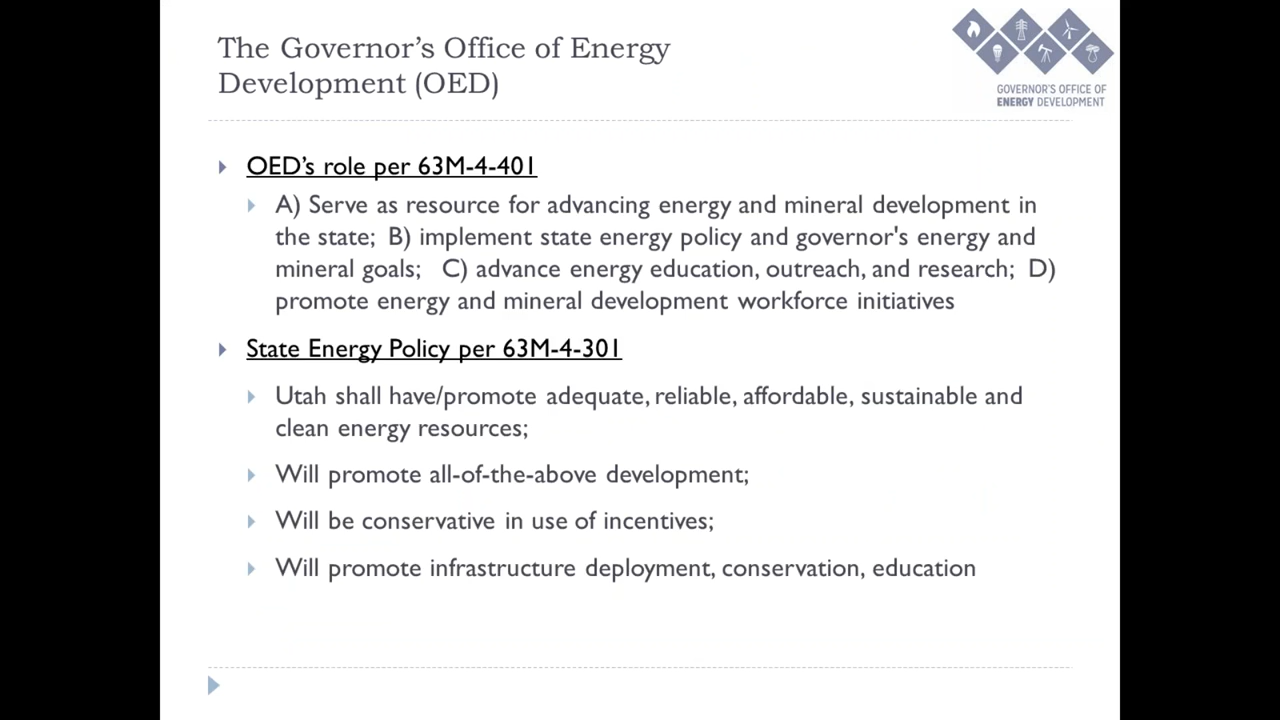 The Governor’s Office of Energy
Development (OED)
GOVERNOR'S OFFICE OF
ENERGY DEVELOPMENT
OED’s role per 63M-4-401
A) Serve as resource for advancing energy and mineral development in
the state; B) implement state energy policy and governor's energy and
mineral goals; C) advance energy education, outreach, and research; D)
promote energy and mineral development workforce initiatives
State Energy Policy per 63M-4-301
Utah shall have/promote adequate, reliable, affordable, sustainable and
clean energy resources;
Will promote all-of-the-above development;
Will be conservative in use of incentives;
Will promote infrastructure deployment, conservation, education